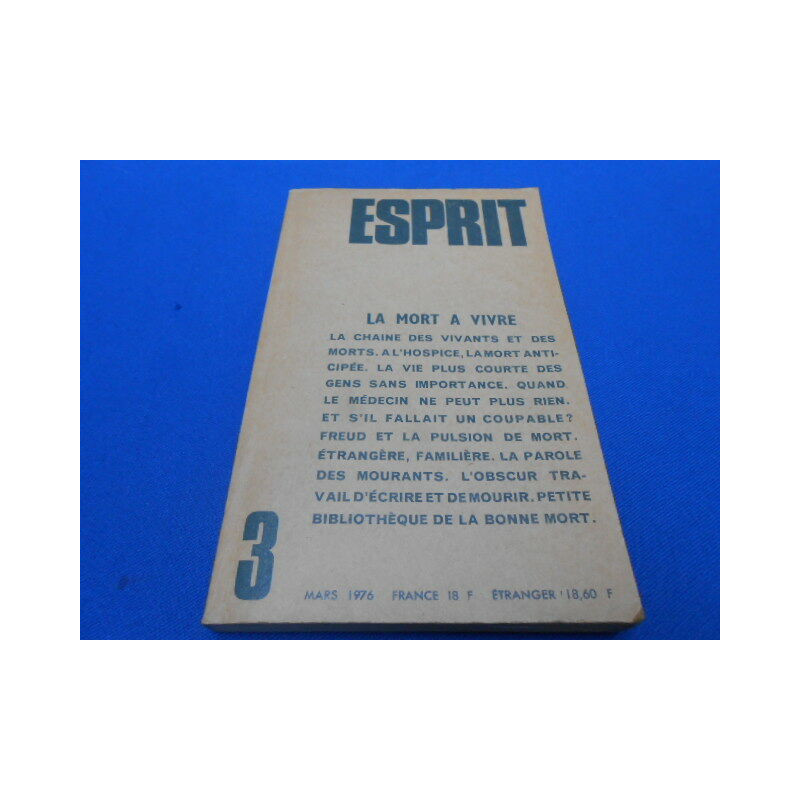 ESPRIT
LA MORT A VIVRE
LA CHAINE DES VIVANTS ET DES
MORTS. A L'HOSPICE, LA MORT ANTI-
CIPÉE. LA VIE PLUS COURTE DES
GENS SANS IMPORTANCE. QUAND
LE MÉDECIN NE PEUT PLUS RIEN.
ET S'IL FALLAIT UN COUPABLE?
FREUD ET LA PULSION DE MORT.
ÉTRANGÈRE, FAMILIÈRE. LA PAROLE
DES MOURANTS. L'OBSCUR TRA-
VAIL D'ÉCRIRE ET DE MOURIR. PETITE
BIBLIOTHÈQUE DE LA BONNE MORT.
3
MARS 1976 FRANCE 18 F ÉTRANGER : 18,60 F